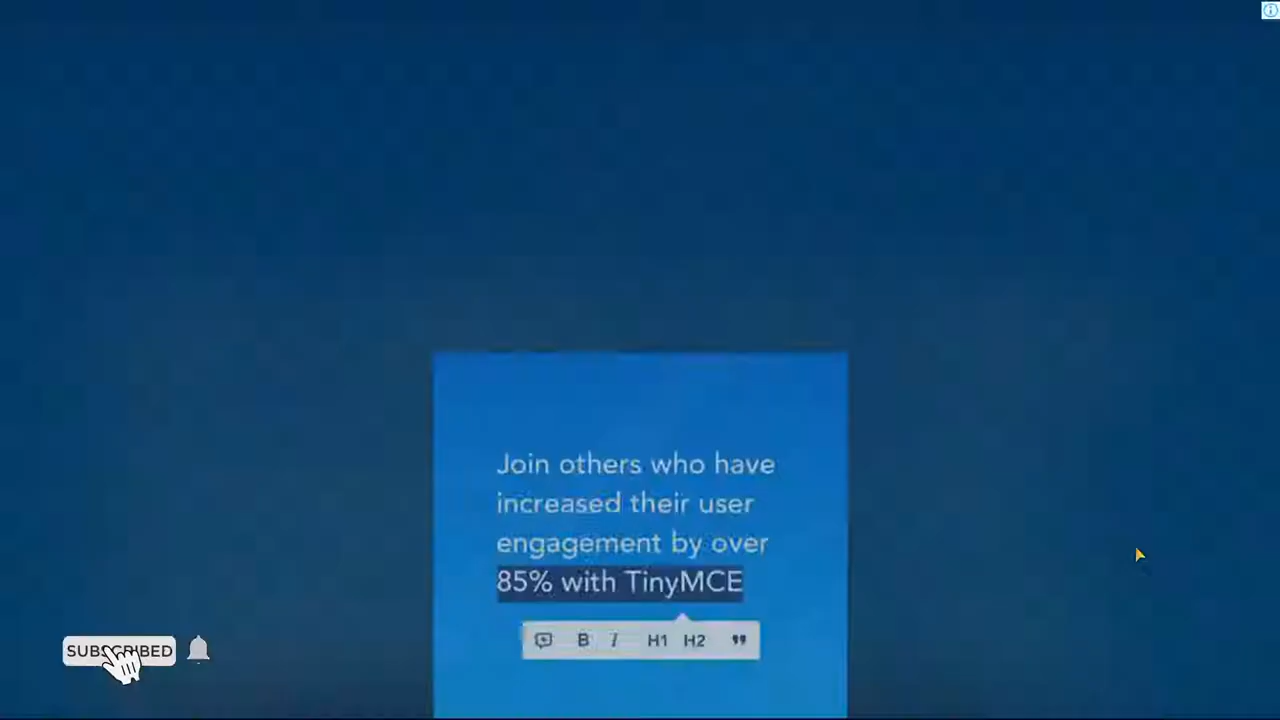 Join others who have
increased their user
engagement by over
85% with TinyMCE
B I H1 H2 "
SUBSCRIBED